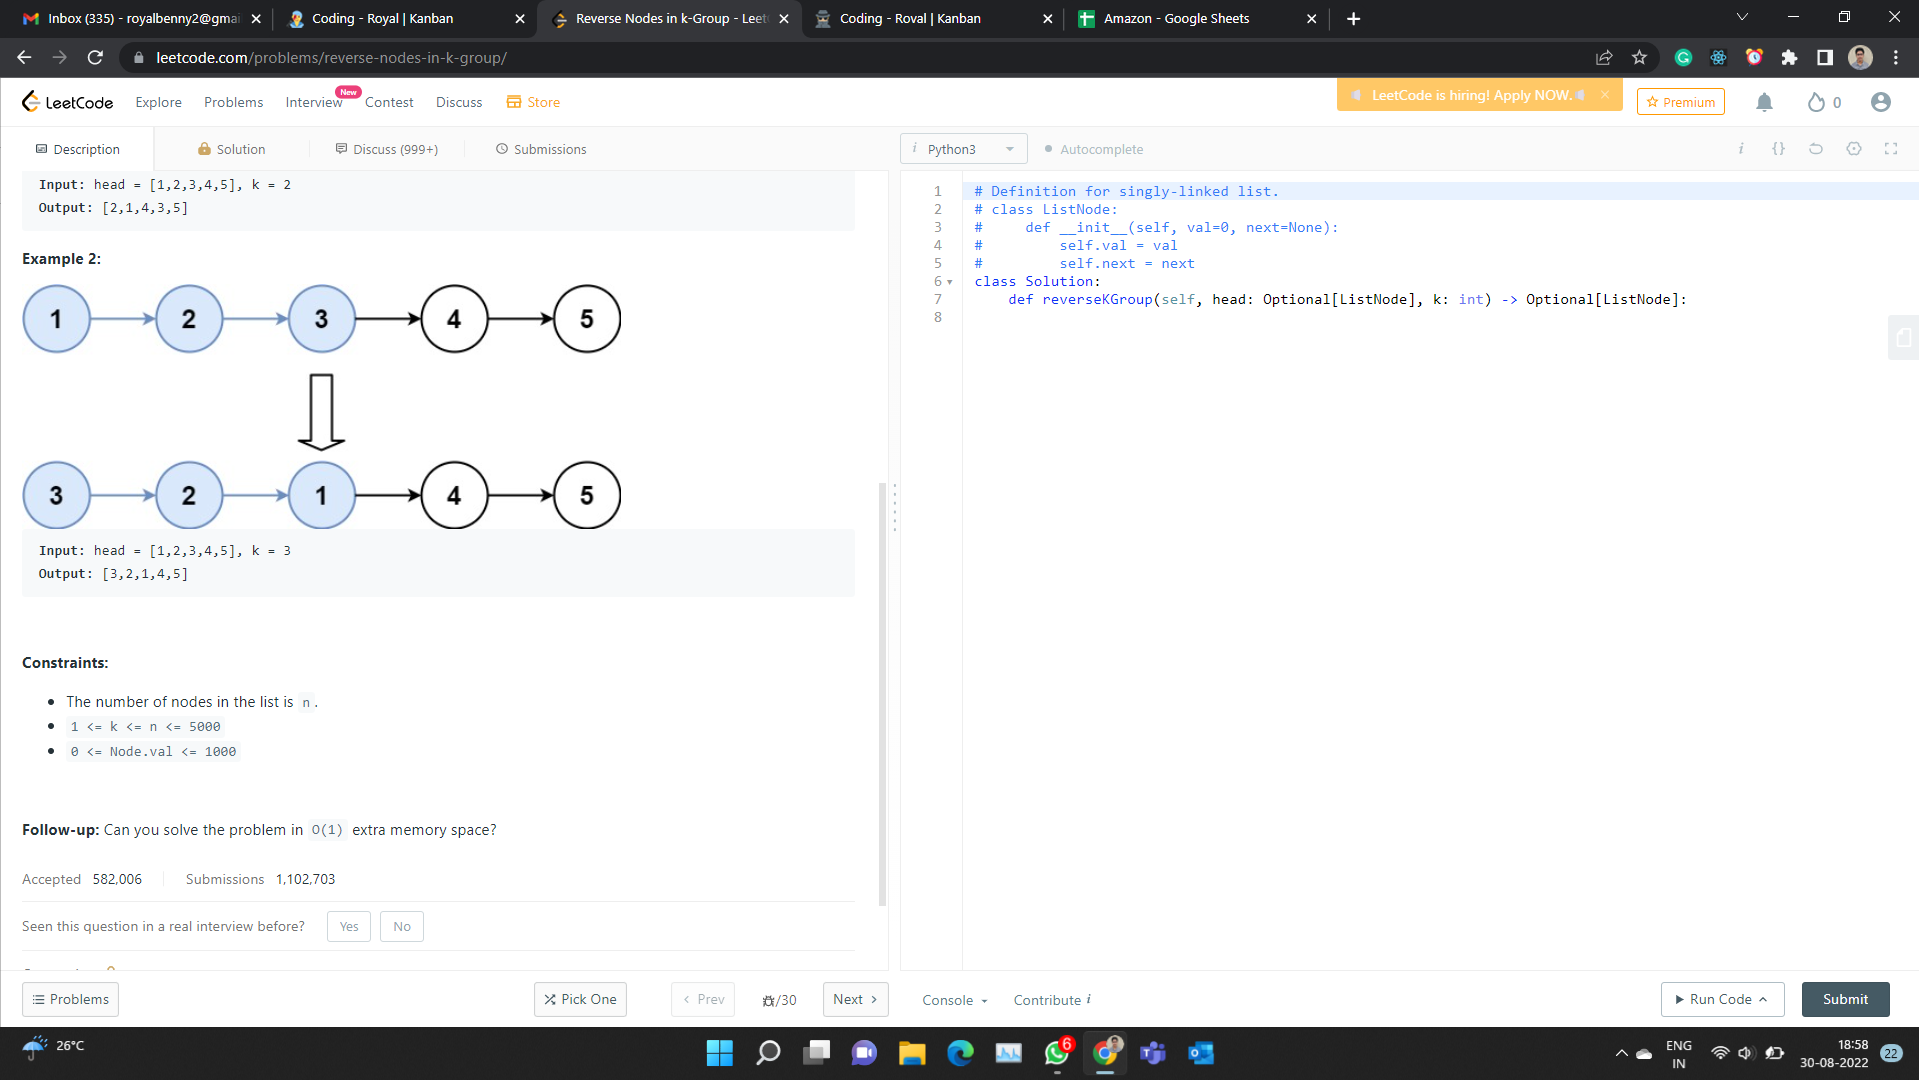 Inbox (335) - royalbenny2@gmai
Coding - Royal | Kanban
Reverse Nodes in k-Group - Leet
Coding - Royal | Kanban
Amazon - Google Sheets
leetcode.com/problems/reverse-nodes-in-k-group/
LeetCode Explore Problems Interview New Contest Discuss Store
LeetCode is hiring! Apply NOW.
Premium
0
Description Solution Discuss (999+) Submissions
i Python3 Autocomplete
i {}
Input: head = [1,2,3,4,5], k = 2
Output: [2,1,4,3,5]
Example 2:
1 2 3 4 5
3 2 1 4 5
Input: head = [1,2,3,4,5], k = 3
Output: [3,2,1,4,5]
Constraints:
• The number of nodes in the list is n.
• 1 <= k <= n <= 5000
• 0 <= Node.val <= 1000
Follow-up: Can you solve the problem in O(1) extra memory space?
Accepted 582,006 Submissions 1,102,703
Seen this question in a real interview before? Yes No
1 # Definition for singly-linked list.
2 # class ListNode:
3 #     def __init__(self, val=0, next=None):
4 #         self.val = val
5 #         self.next = next
6 class Solution:
7     def reverseKGroup(self, head: Optional[ListNode], k: int) -> Optional[ListNode]:
8
Problems Pick One < Prev /30 Next > Console Contribute i Run Code Submit
26°C
6
ENG
IN
18:58
30-08-2022
22